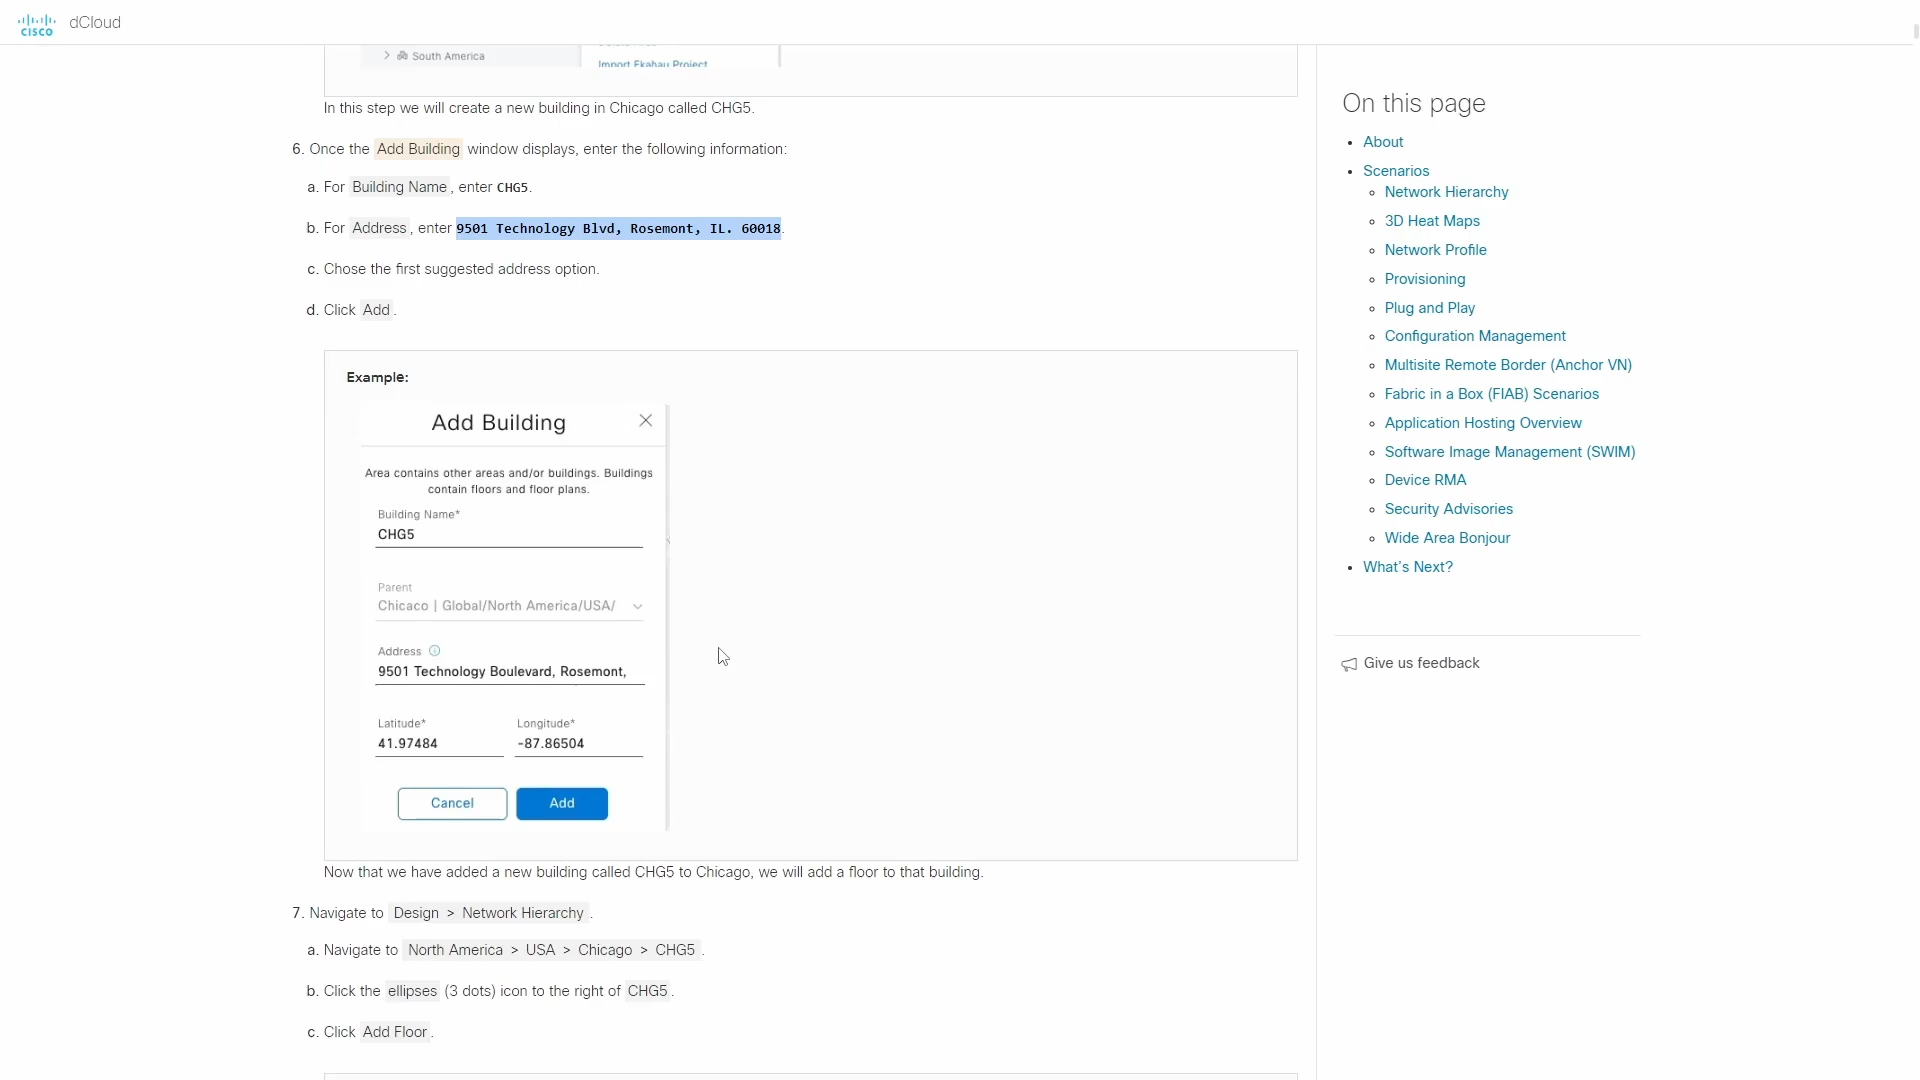 cisco
dCloud
South America
Import Ekahau Project
In this step we will create a new building in Chicago called CHG5.
6. Once the Add Building window displays, enter the following information:
a. For Building Name, enter CHG5.
b. For Address, enter 9501 Technology Blvd, Rosemont, IL. 60018.
c. Chose the first suggested address option.
d. Click Add.
Example:
Add Building
Area contains other areas and/or buildings. Buildings
contain floors and floor plans.
Building Name*
CHG5
Parent
Chicaco | Global/North America/USA/
Address
9501 Technology Boulevard, Rosemont,
Latitude* Longitude*
41.97484 -87.86504
Cancel Add
Now that we have added a new building called CHG5 to Chicago, we will add a floor to that building.
7. Navigate to Design > Network Hierarchy.
a. Navigate to North America > USA > Chicago > CHG5.
b. Click the ellipses (3 dots) icon to the right of CHG5.
c. Click Add Floor.
On this page
About
Scenarios
Network Hierarchy
3D Heat Maps
Network Profile
Provisioning
Plug and Play
Configuration Management
Multisite Remote Border (Anchor VN)
Fabric in a Box (FIAB) Scenarios
Application Hosting Overview
Software Image Management (SWIM)
Device RMA
Security Advisories
Wide Area Bonjour
What's Next?
Give us feedback